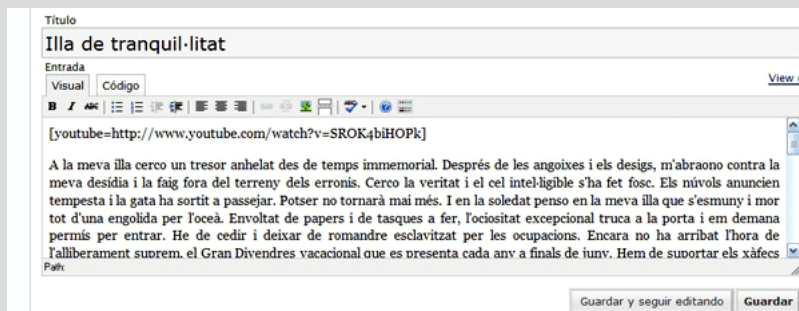 Título
Illa de tranquil·litat
Entrada
Visual Código
View
B I ABC
[youtube=http://www.youtube.com/watch?v=SROK4biHOPk]
A la meva illa cerco un tresor anhelat des de temps immemorial. Després de les angoixes i els desigs, m'abraono contra la
meva desídia i la faig fora del terreny dels erronis. Cerco la veritat i el cel intel·ligible s'ha fet fosc. Els núvols anuncien
tempesta i la gata ha sortit a passejar. Potser no tornarà mai més. I en la soledat penso en la meva illa que s'esmuny i mor
tot d'una engolida per l'oceà. Envoltat de papers i de tasques a fer, l'ociositat excepcional truca a la porta i em demana
permís per entrar. He de cedir i deixar de romandre esclavitzat per les ocupacions. Encara no ha arribat l'hora de
l'alliberament suprem, el Gran Divendres vacacional que es presenta cada any a finals de juny. Hem de suportar els xàfecs
Path:
Guardar y seguir editando Guardar